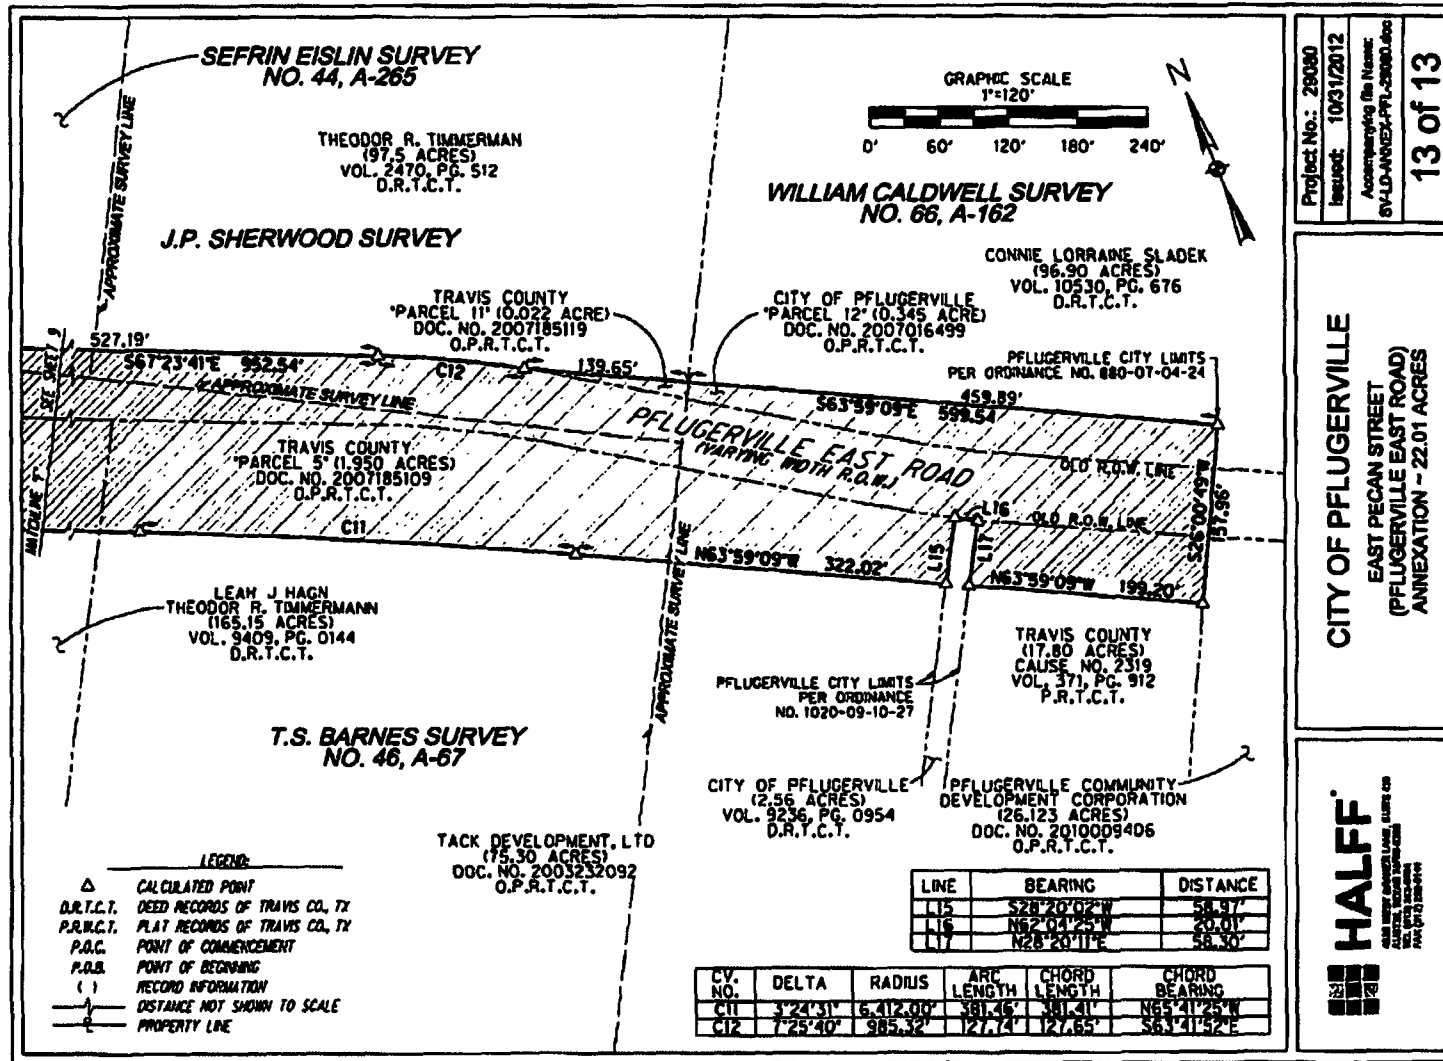 SEFRIN EISLIN SURVEY
NO. 44, A-265
APPROXIMATE SURVEY LINE
THEODOR R. TIMMERMAN
(97.5 ACRES)
VOL. 2470, PG. 512
D.R.T.C.T.
J.P. SHERWOOD SURVEY
GRAPHIC SCALE
1"=120'
0' 60' 120' 180' 240'
N
WILLIAM CALDWELL SURVEY
NO. 66, A-162
CONNIE LORRAINE SLADEK
(96.90 ACRES)
VOL. 10530, PG. 676
D.R.T.C.T.
TRAVIS COUNTY
"PARCEL 11" (0.022 ACRE)
DOC. NO. 2007185119
O.P.R.T.C.T.
CITY OF PFLUGERVILLE
"PARCEL 12" (0.345 ACRE)
DOC. NO. 2007016499
O.P.R.T.C.T.
PFLUGERVILLE CITY LIMITS
PER ORDINANCE NO. 880-07-04-24
527.19'
S67°23'41"E 952.54'
C12
139.65'
459.89'
S63°59'09"E 599.54'
MATCHLINE "I" SEE SHEET 9
APPROXIMATE SURVEY LINE
PFLUGERVILLE EAST ROAD
(VARYING WIDTH R.O.W.)
TRAVIS COUNTY
"PARCEL 5" (1.950 ACRES)
DOC. NO. 2007185109
O.P.R.T.C.T.
OLD R.O.W. LINE
S26°00'49"W
157.96'
L16
OLD R.O.W. LINE
L15
L17
C11
N63°59'09"W 322.02'
N63°59'09"W 199.20'
APPROXIMATE SURVEY LINE
LEAH J HAGN
THEODOR R. TIMMERMANN
(165.15 ACRES)
VOL. 9409, PG. 0144
D.R.T.C.T.
TRAVIS COUNTY
(17.80 ACRES)
CAUSE NO. 2319
VOL. 371, PG. 912
P.R.T.C.T.
PFLUGERVILLE CITY LIMITS
PER ORDINANCE
NO. 1020-09-10-27
T.S. BARNES SURVEY
NO. 46, A-67
CITY OF PFLUGERVILLE
(2.56 ACRES)
VOL. 9236, PG. 0954
D.R.T.C.T.
PFLUGERVILLE COMMUNITY
DEVELOPMENT CORPORATION
(26.123 ACRES)
DOC. NO. 2010009406
O.P.R.T.C.T.
TACK DEVELOPMENT, LTD
(75.30 ACRES)
DOC. NO. 2003232092
O.P.R.T.C.T.
LEGEND:
CALCULATED POINT
D.R.T.C.T. DEED RECORDS OF TRAVIS CO., TX
P.R.W.C.T. PLAT RECORDS OF TRAVIS CO., TX
P.O.C. POINT OF COMMENCEMENT
P.O.B. POINT OF BEGINNING
( ) RECORD INFORMATION
DISTANCE NOT SHOWN TO SCALE
PROPERTY LINE
LINE BEARING DISTANCE
L15 S28°20'02"W 58.97'
L16 N62°04'25"W 20.01'
L17 N28°20'11"E 58.30'
CV. NO. DELTA RADIUS ARC LENGTH CHORD LENGTH CHORD BEARING
C11 3°24'31" 6,412.00' 381.46' 381.41' N65°41'25"W
C12 7°25'40" 985.32' 127.74' 127.65' S63°41'52"E
Project No.: 29080
Issued: 10/31/2012
Accompanying file Name:
SV-LD-ANNEX-PFL-29080.doc
13 of 13
CITY OF PFLUGERVILLE
EAST PECAN STREET
(PFLUGERVILLE EAST ROAD)
ANNEXATION ~ 22.01 ACRES
HALFF